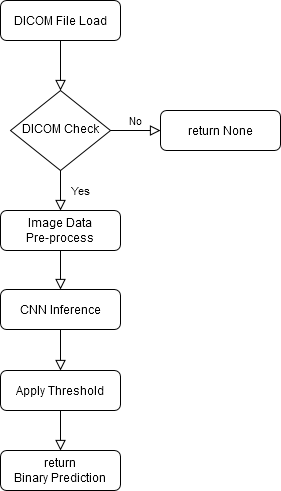 DICOM File Load
DICOM Check
No
return None
Yes
Image Data
Pre-process
CNN Inference
Apply Threshold
return
Binary Prediction